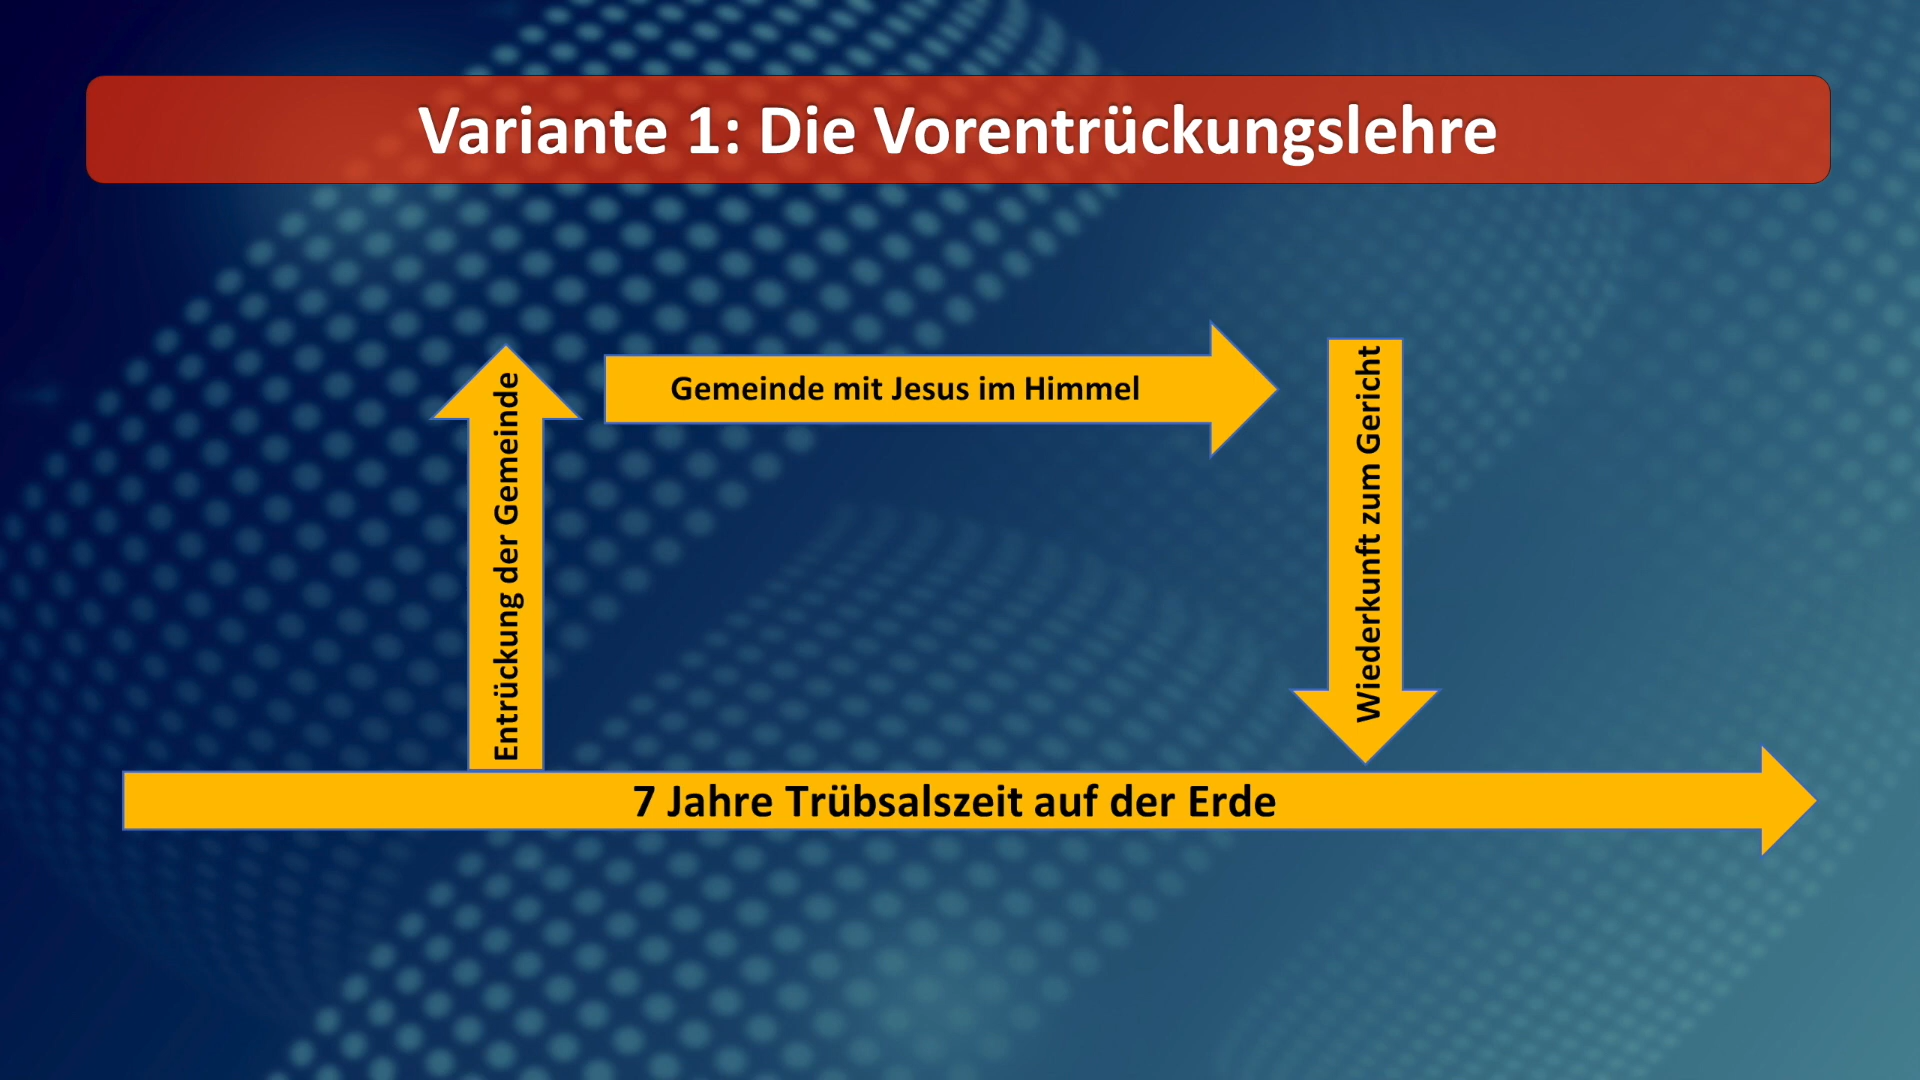 Variante 1: Die Vorentrückungslehre
Entrückung der Gemeinde
Gemeinde mit Jesus im Himmel
Wiederkunft zum Gericht
7 Jahre Trübsalszeit auf der Erde